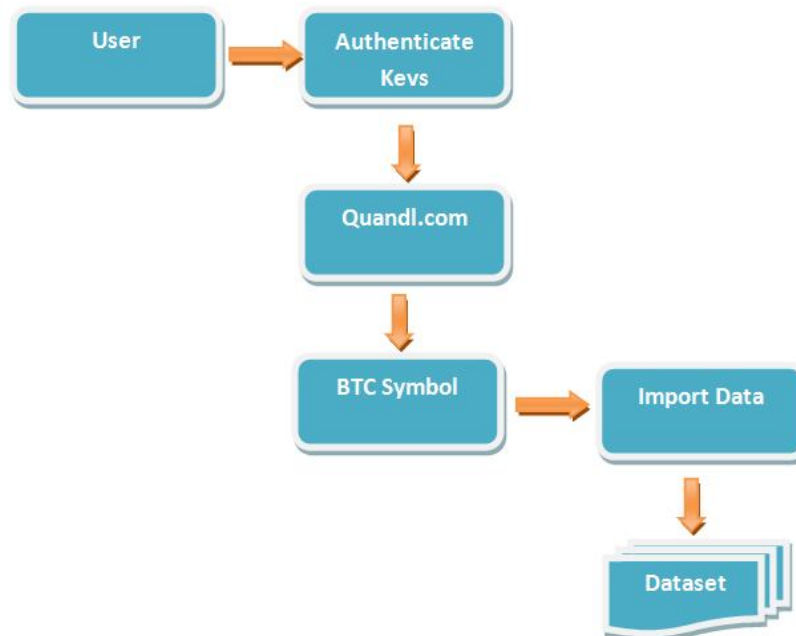 User
Authenticate
Kevs
Quandl.com
BTC Symbol
Import Data
Dataset